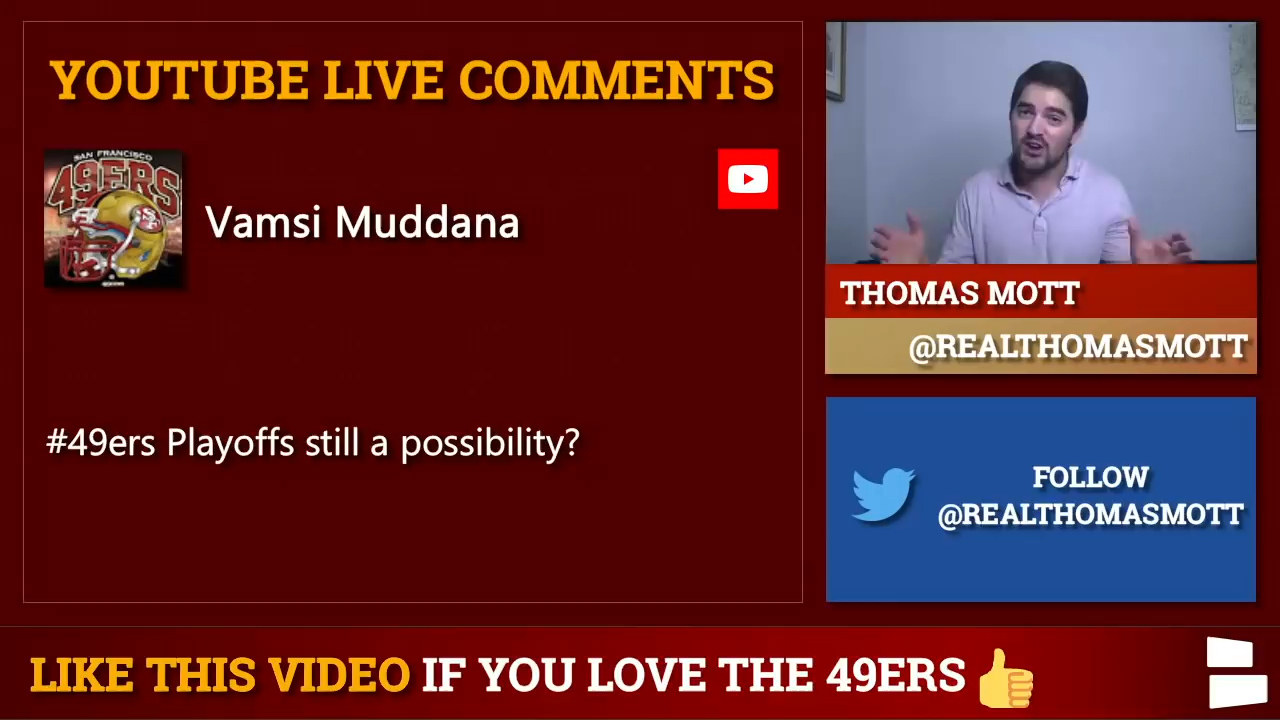 YOUTUBE LIVE COMMENTS
SAN FRANCISCO
49ERS
Vamsi Muddana
#49ers Playoffs still a possibility?
THOMAS MOTT
@REALTHOMASMOTT
FOLLOW
@REALTHOMASMOTT
LIKE THIS VIDEO IF YOU LOVE THE 49ERS